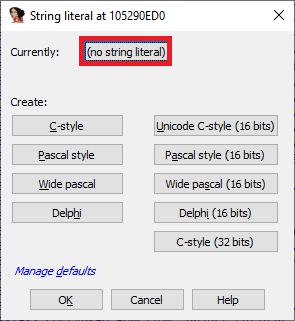 String literal at 105290ED0
Currently: (no string literal)
Create:
C-style Unicode C-style (16 bits)
Pascal style Pascal style (16 bits)
Wide pascal Wide pascal (16 bits)
Delphi Delphi (16 bits)
C-style (32 bits)
Manage defaults
OK Cancel Help